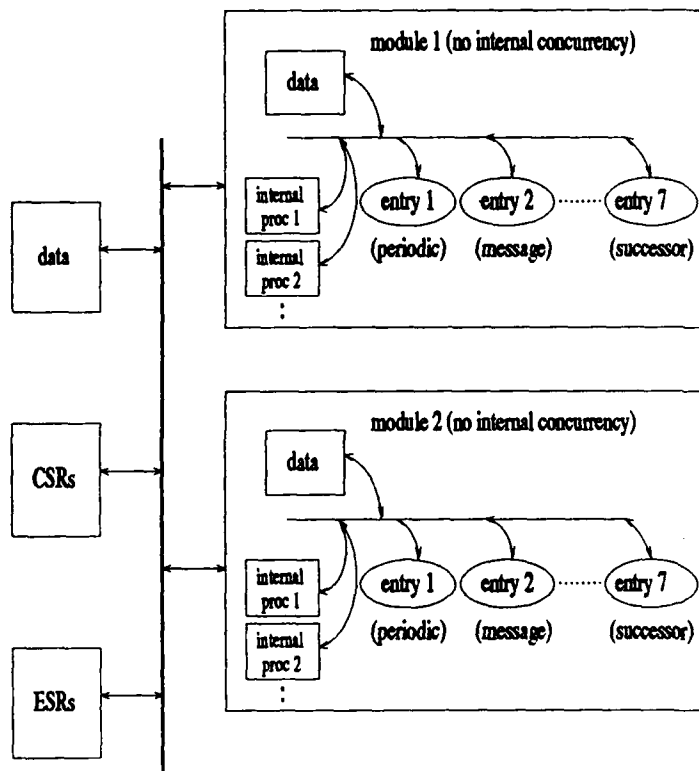 module 1 (no internal concurrency)
data
internal
proc 1
internal
proc 2
entry 1
entry 2
entry 7
(periodic)
(message)
(successor)
data
CSRs
ESRs
module 2 (no internal concurrency)
data
internal
proc 1
internal
proc 2
entry 1
entry 2
entry 7
(periodic)
(message)
(successor)